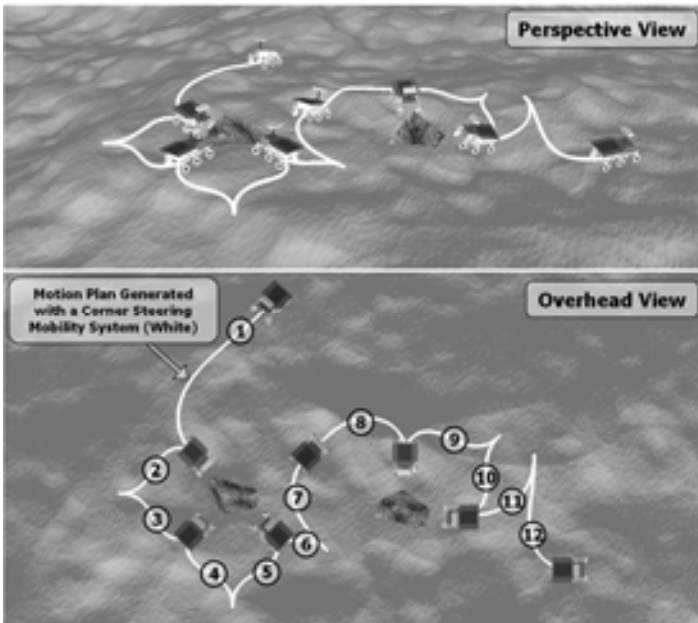 Perspective View
Motion Plan Generated
with a Corner Steering
Mobility System (White)
Overhead View
1
2
3
4
5
6
7
8
9
10
11
12